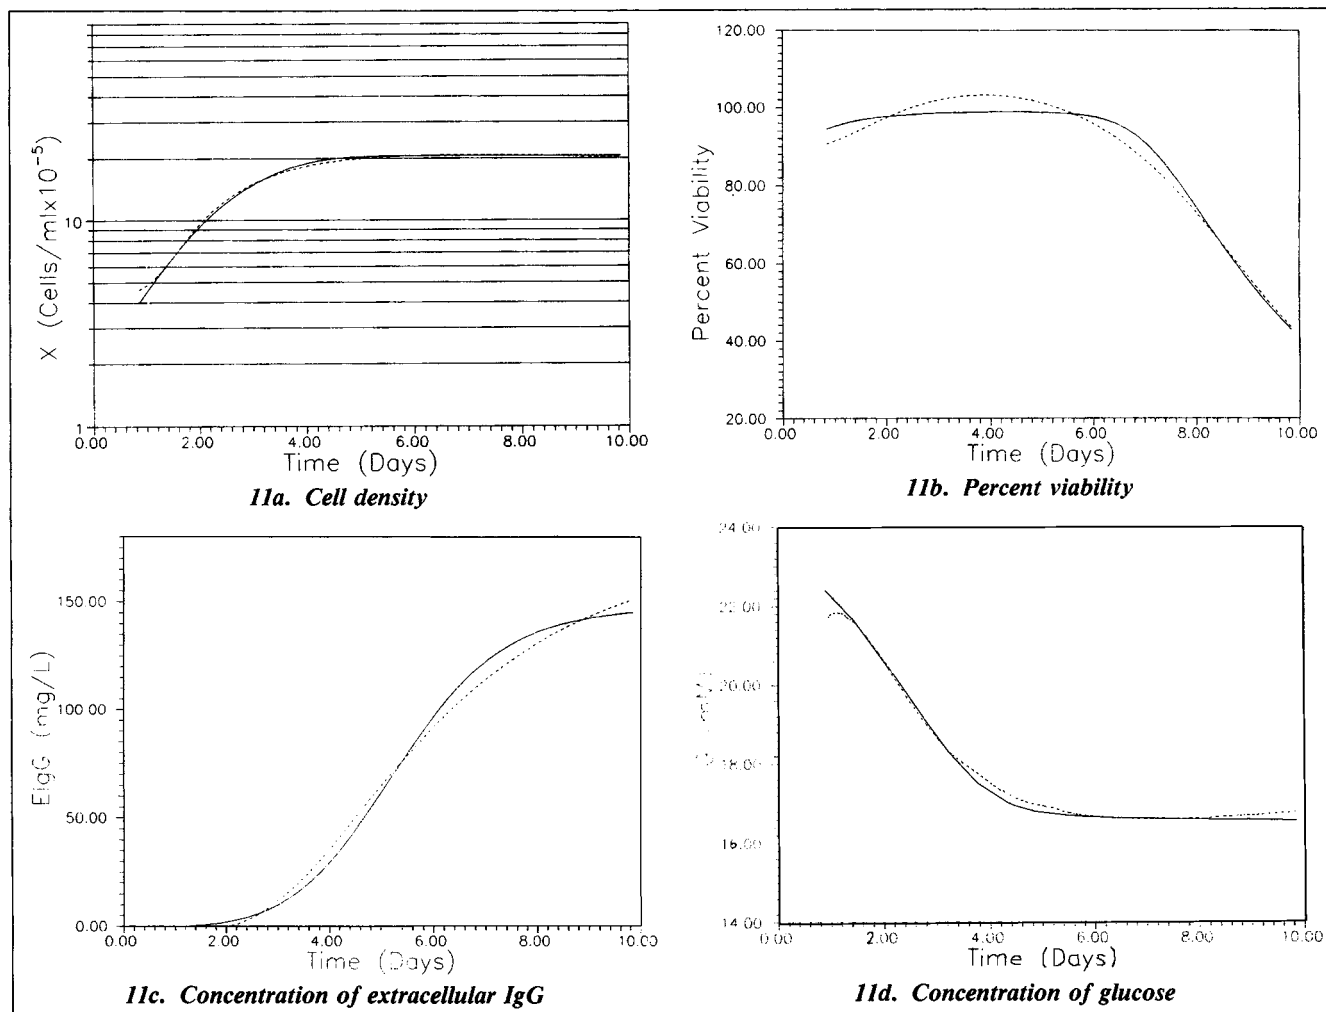 120.00
100.00
80.00
60.00
40.00
20.00
Percent Viability
0.00 2.00 4.00 6.00 8.00 10.00
Time (Days)
11b. Percent viability
X (Cells/mlx10⁻⁵)
10
1
0.00 2.00 4.00 6.00 8.00 10.00
Time (Days)
11a. Cell density
150.00
100.00
50.00
0.00
EIgG (mg/L)
0.00 2.00 4.00 6.00 8.00 10.00
Time (Days)
11c. Concentration of extracellular IgG
24.00
22.00
20.00
18.00
16.00
14.00
0.00 2.00 4.00 6.00 8.00 10.00
Time (Days)
11d. Concentration of glucose